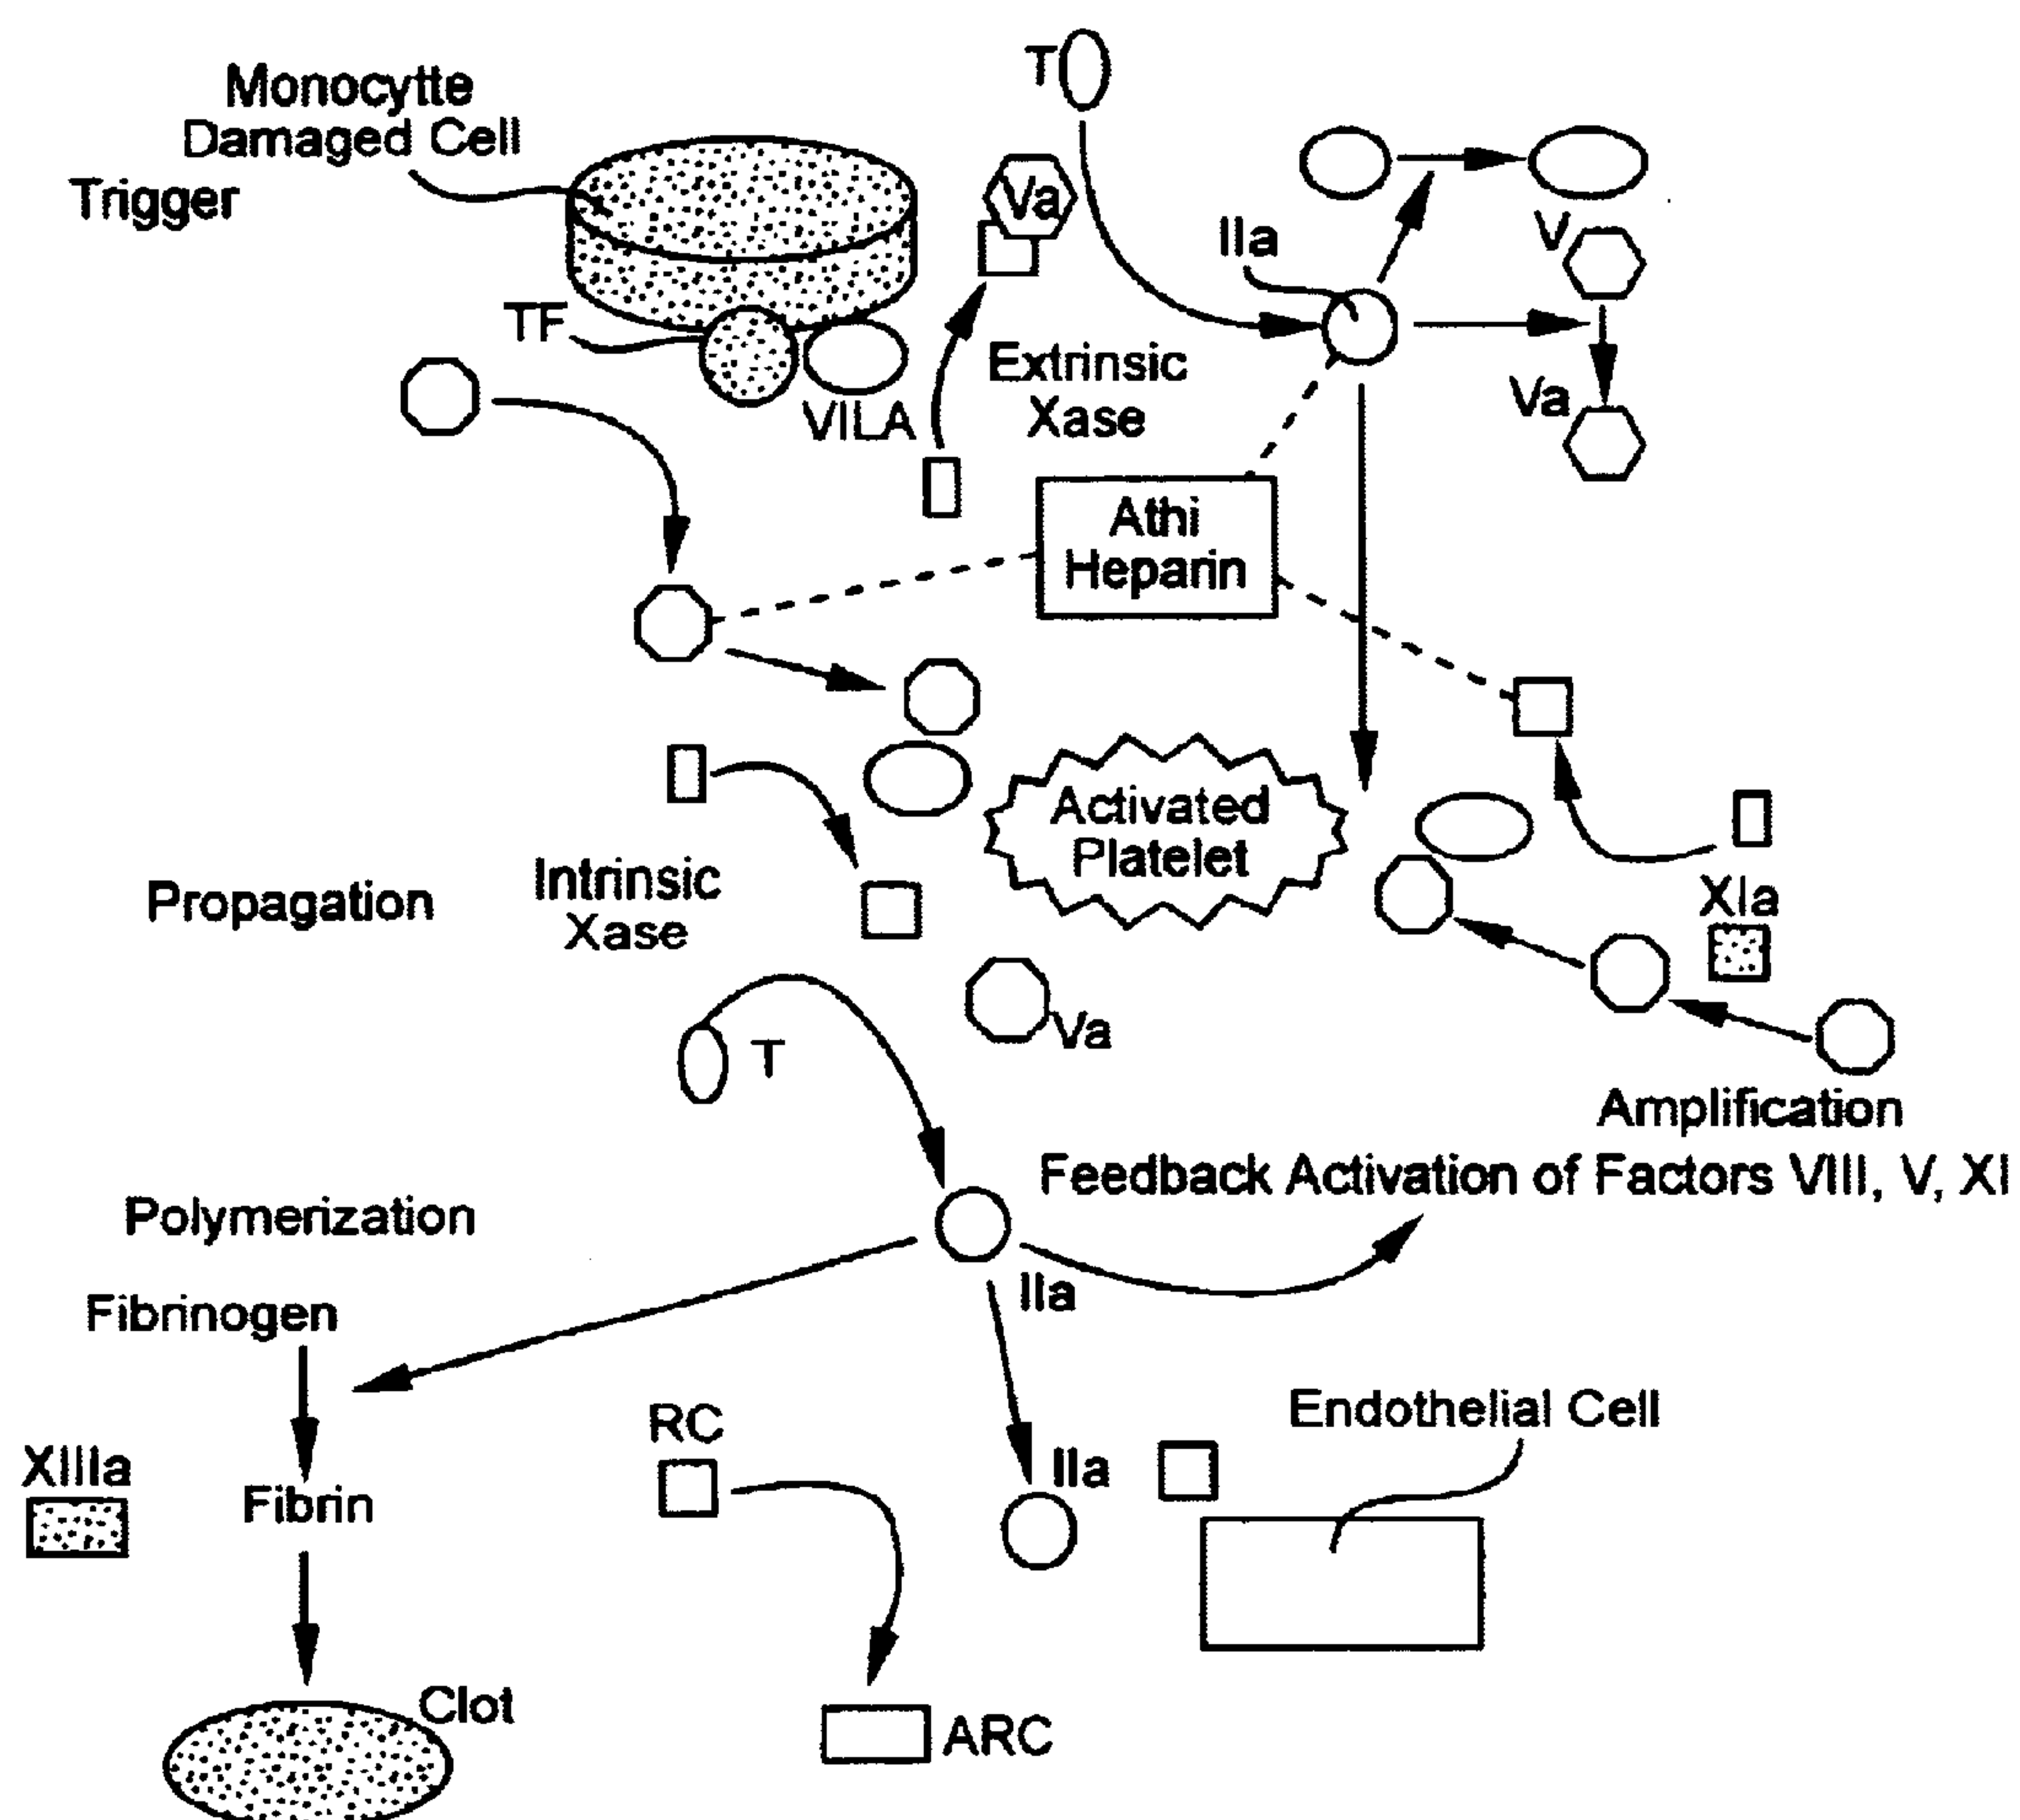 Monocytte
Damaged Cell
Trigger
T
Va
IIa
V
TF
VILA
Extrinsic
Xase
Va
Athi
Heparin
Activated
Platelet
Propagation
Intrinsic
Xase
XIa
Va
T
Amplification
Feedback Activation of Factors VIII, V, XI
Polymerization
IIa
Fibrinogen
Endothelial Cell
RC
IIa
XIIIa
Fibrin
Clot
ARC